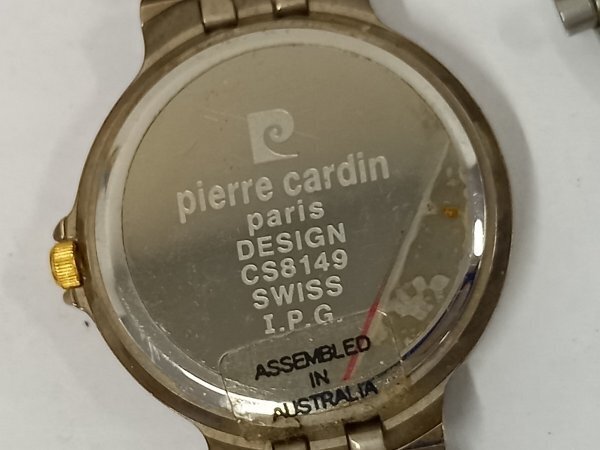 pierre cardin
paris
DESIGN
CS8149
SWISS
I.P.G.
ASSEMBLED
IN
AUSTRALIA